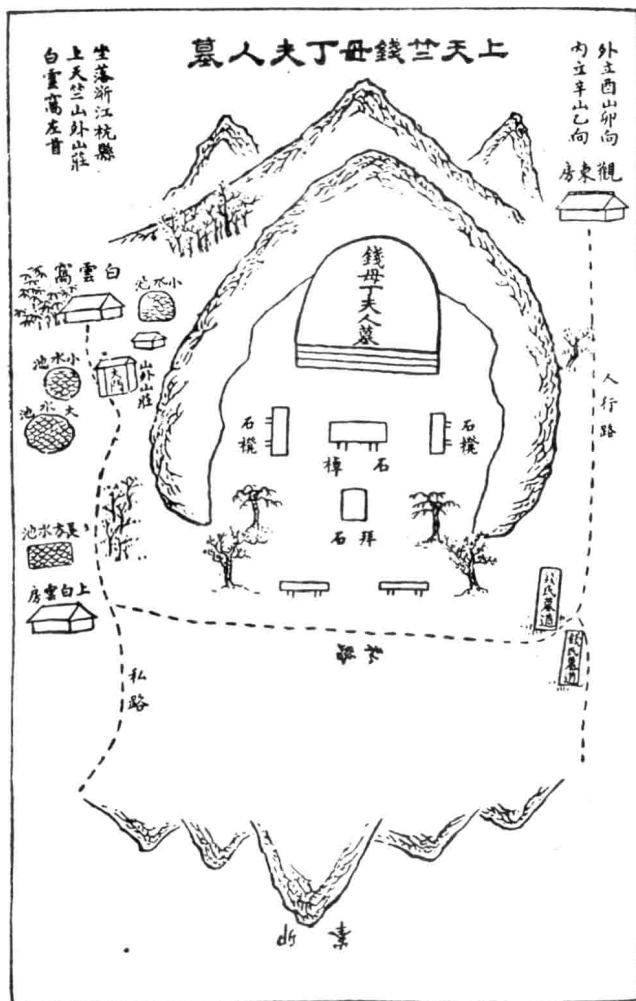 上天竺錢母丁夫人墓
外立酉山卯向
內立辛山乙向
觀東房
坐落浙江杭縣
上天竺山外山莊
白雲窩左首
錢母丁夫人墓
白雲窩
小水池
山外山莊
大門
小水池
大水池
石櫈
石棹
石櫈
拜石
人行路
長方水池
上白雲房
錢氏墓道
錢氏墓道
私路
案山